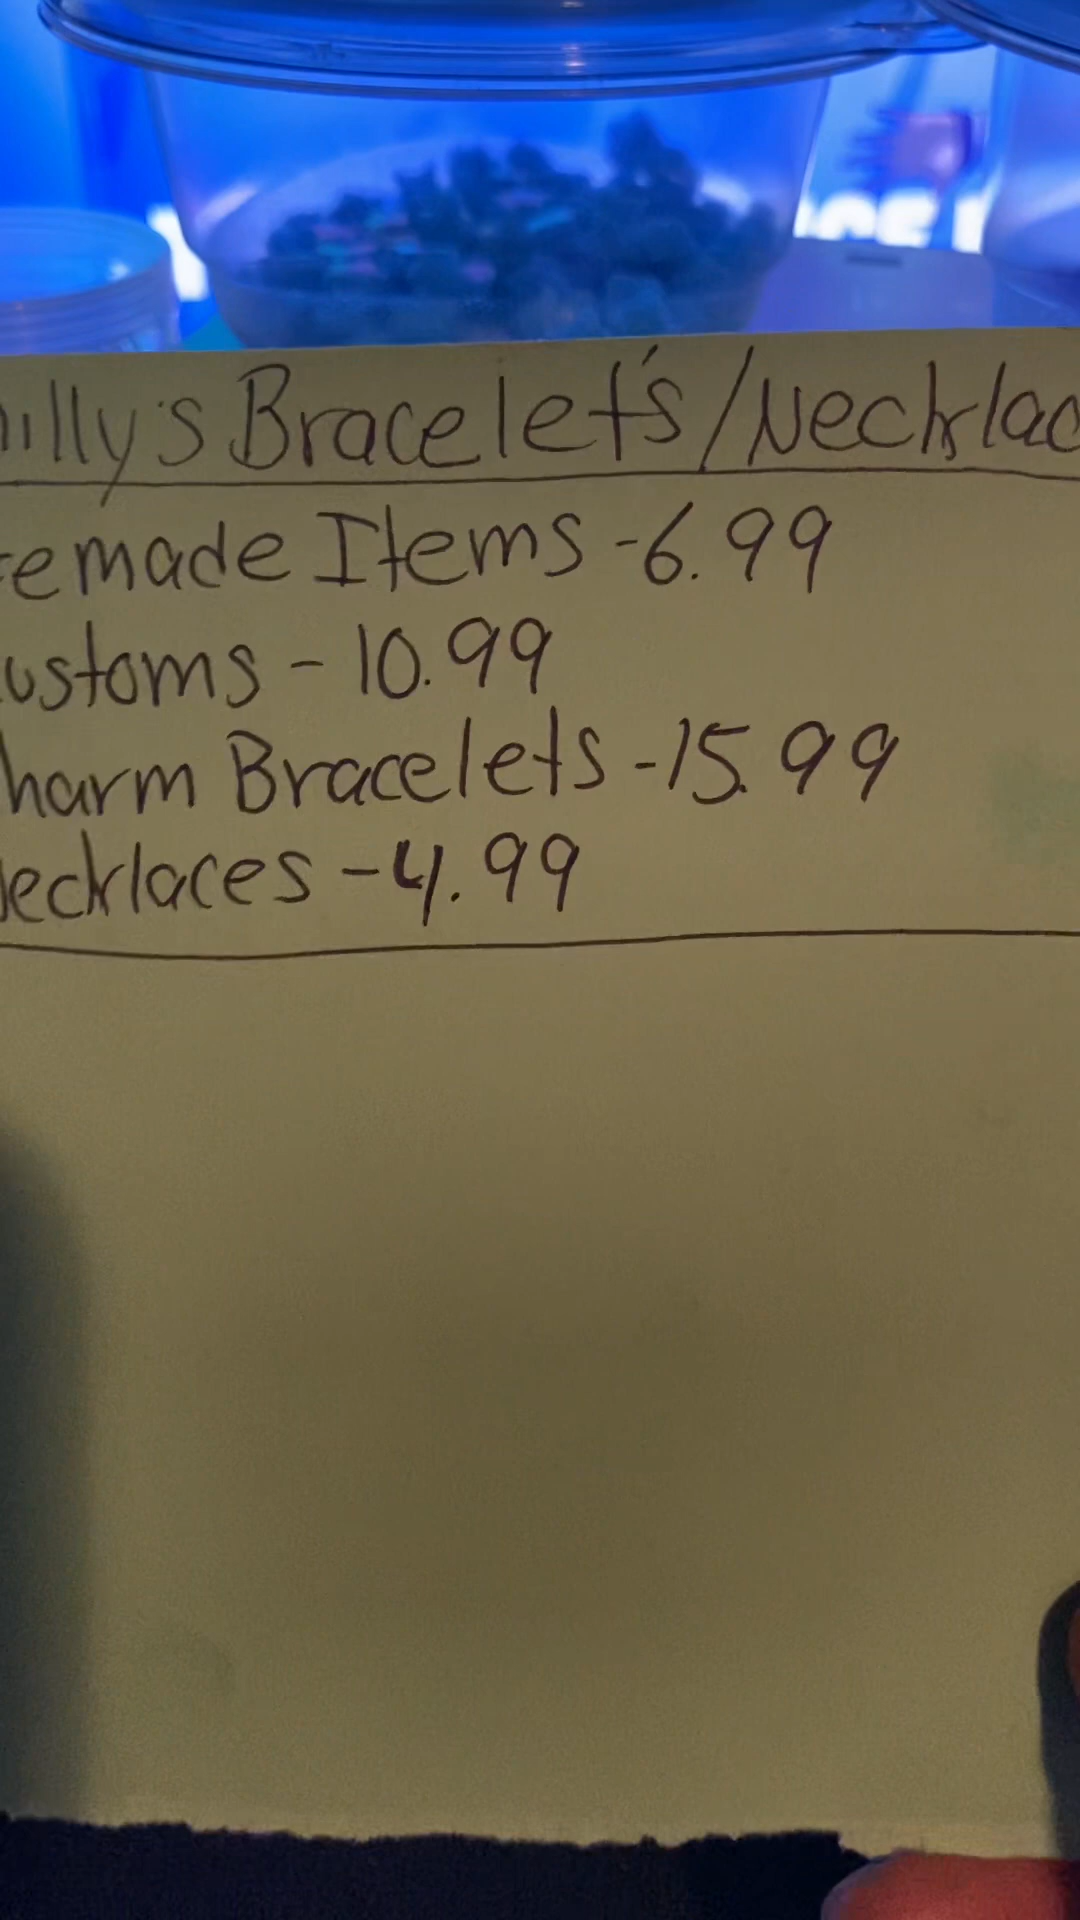 illy's Bracelet's/Necklac
emade Items -6.99
ustoms - 10.99
harm Bracelets -15.99
ecklaces -4.99